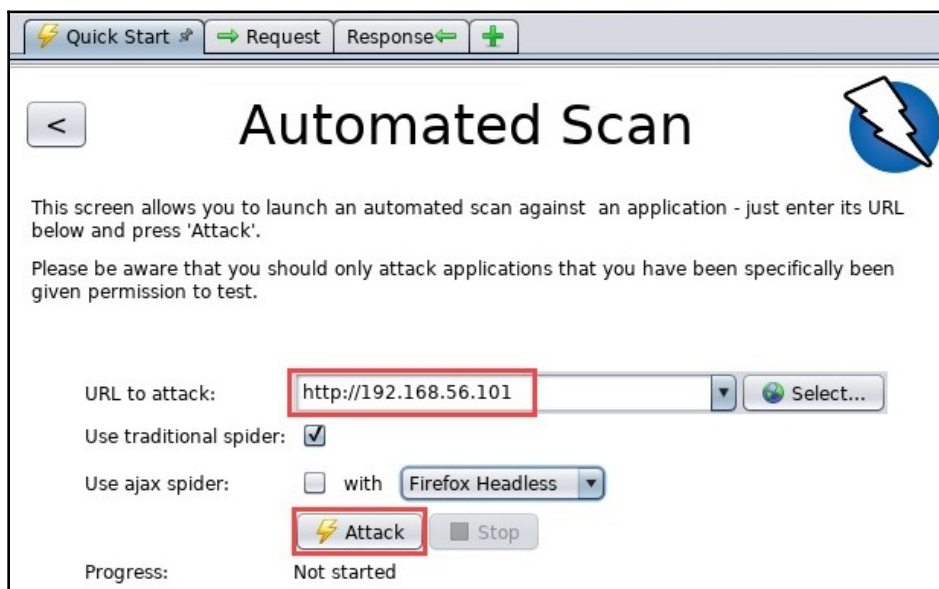 Quick Start
Request
Response
<
Automated Scan
This screen allows you to launch an automated scan against  an application - just enter its URL
below and press 'Attack'.
Please be aware that you should only attack applications that you have been specifically been
given permission to test.
URL to attack:
http://192.168.56.101
Select...
Use traditional spider:
Use ajax spider:
with
Firefox Headless
Attack
Stop
Progress:
Not started